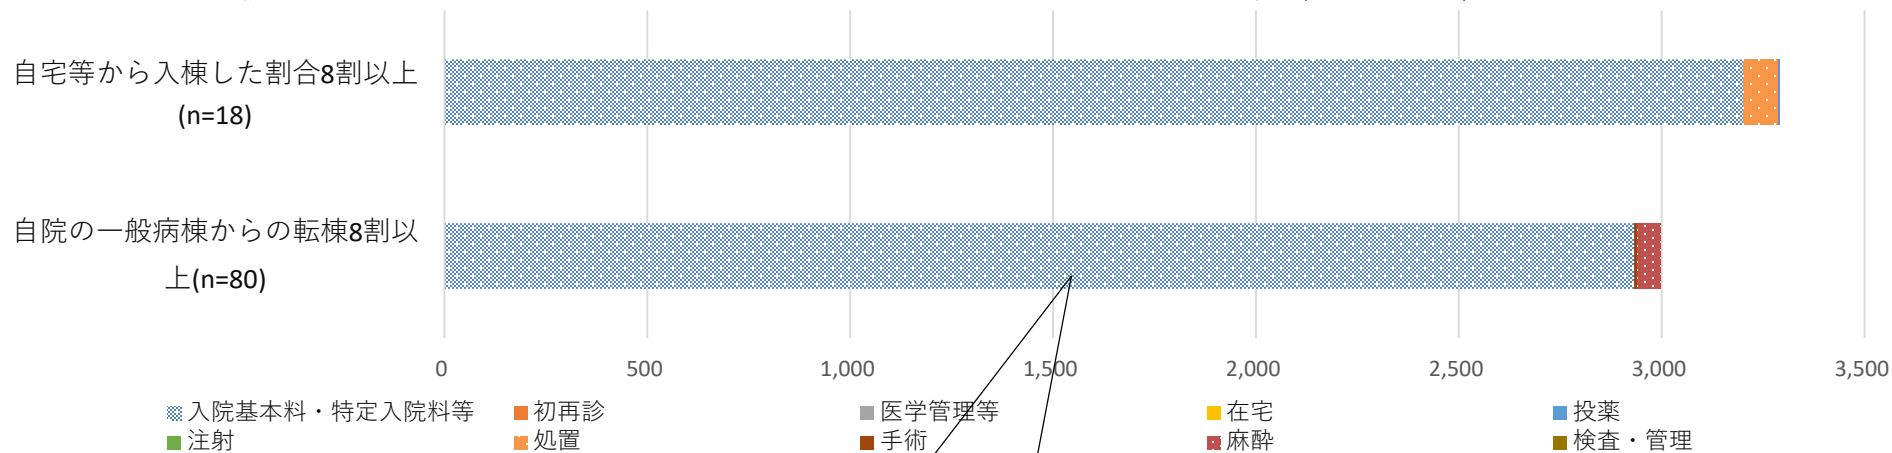 自宅等から入棟した割合8割以上
(n=18)
自院の一般病棟からの転棟8割以
上(n=80)
0 500 1,000 1,500 2,000 2,500 3,000 3,500
入院基本料・特定入院料等 初再診 医学管理等 在宅 投薬
注射 処置 手術 麻酔 検査・管理